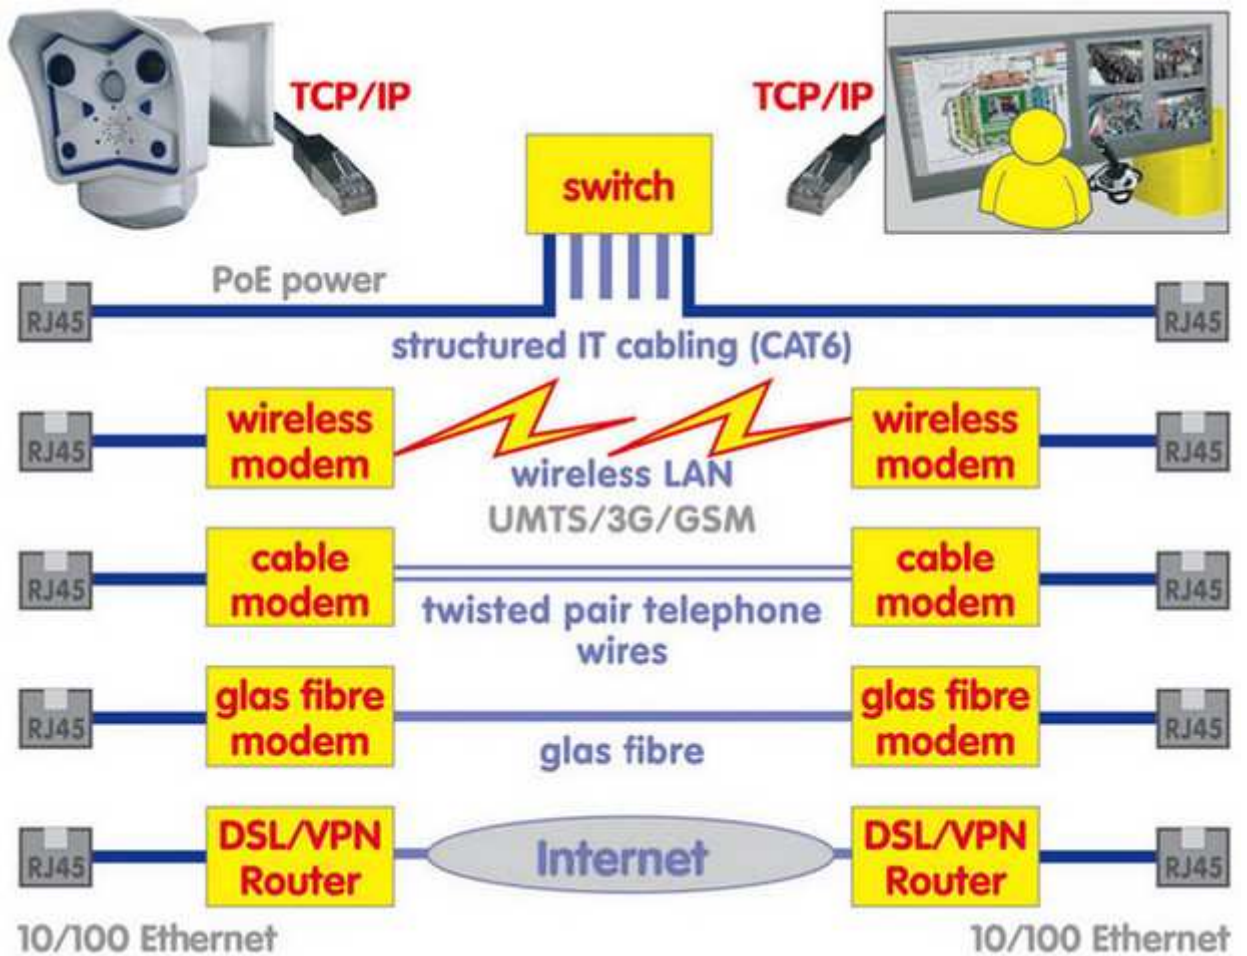 TCP/IP
TCP/IP
switch
PoE power
RJ45
RJ45
structured IT cabling (CAT6)
RJ45
wireless
modem
wireless LAN
UMTS/3G/GSM
wireless
modem
RJ45
RJ45
cable
modem
twisted pair telephone
wires
cable
modem
RJ45
RJ45
glas fibre
modem
glas fibre
glas fibre
modem
RJ45
RJ45
DSL/VPN
Router
Internet
DSL/VPN
Router
RJ45
10/100 Ethernet
10/100 Ethernet